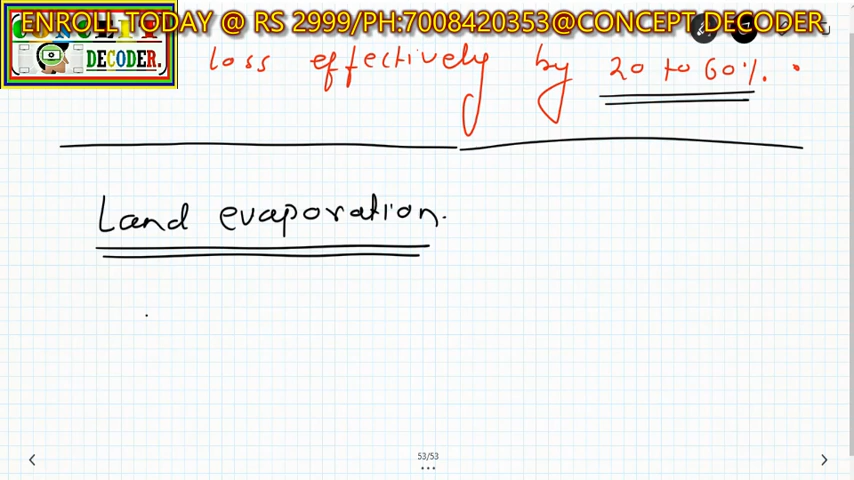 ENROLL TODAY @ RS 2999/PH:7008420353@CONCEPT DECODER
DECODER.
loss effectively by 20 to 60%.
Land evaporation.
53/53